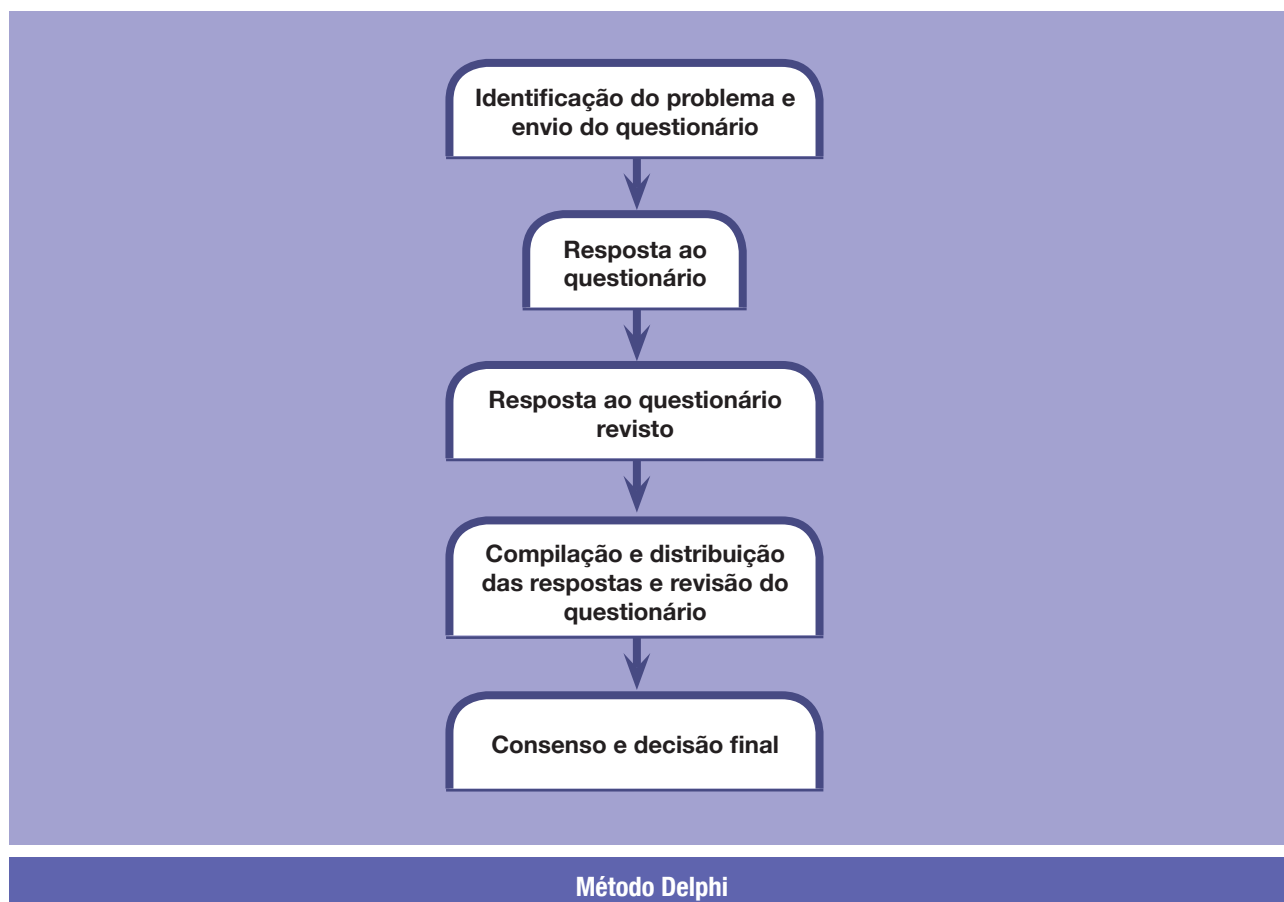 Identificação do problema e
envio do questionário
Resposta ao
questionário
Resposta ao questionário
revisto
Compilação e distribuição
das respostas e revisão do
questionário
Consenso e decisão final
Método Delphi